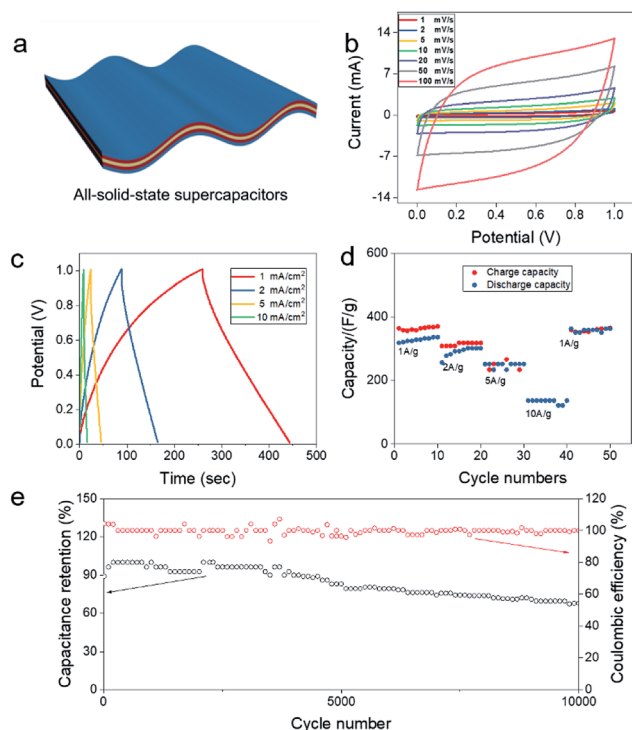 a
All-solid-state supercapacitors
b
1 mV/s
2 mV/s
5 mV/s
10 mV/s
20 mV/s
50 mV/s
100 mV/s
14
7
0
-7
-14
Current (mA)
0.0 0.2 0.4 0.6 0.8 1.0
Potential (V)
c
1 mA/cm²
2 mA/cm²
5 mA/cm²
10 mA/cm²
1.0
0.8
0.6
0.4
0.2
0.0
Potential (V)
0 100 200 300 400 500
Time (sec)
d
Charge capacity
Discharge capacity
600
400
200
0
Capacity/(F/g)
1A/g
2A/g
5A/g
10A/g
1A/g
0 10 20 30 40 50
Cycle numbers
e
150
120
90
60
30
0
Capacitance retention (%)
120
100
80
60
40
20
0
Coulombic efficiency (%)
0 5000 10000
Cycle number